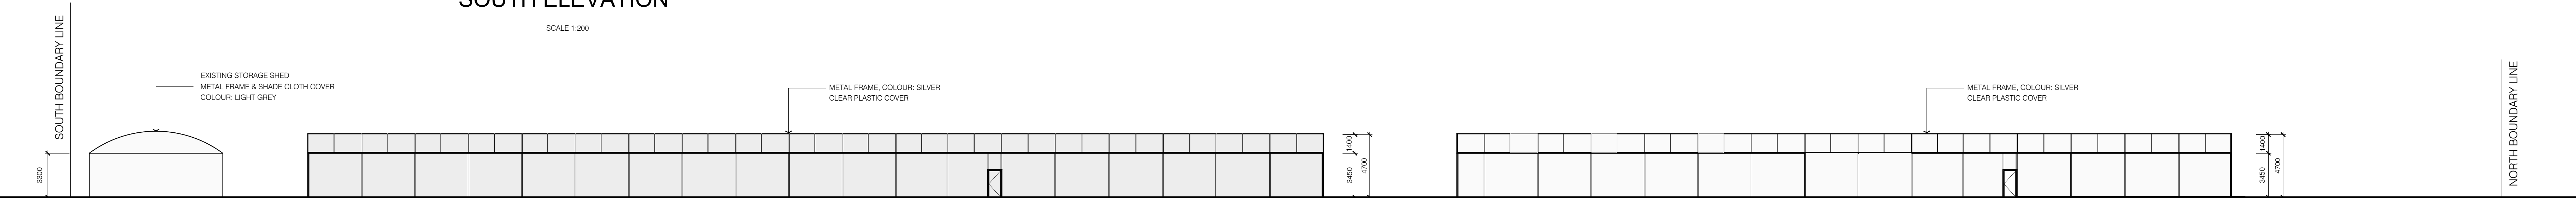 SOUTH ELEVATION
SCALE 1:200
SOUTH BOUNDARY LINE
EXISTING STORAGE SHED
METAL FRAME & SHADE CLOTH COVER
COLOUR: LIGHT GREY
3300
METAL FRAME, COLOUR: SILVER
CLEAR PLASTIC COVER
1400
3450
4700
METAL FRAME, COLOUR: SILVER
CLEAR PLASTIC COVER
1400
3450
4700
NORTH BOUNDARY LINE